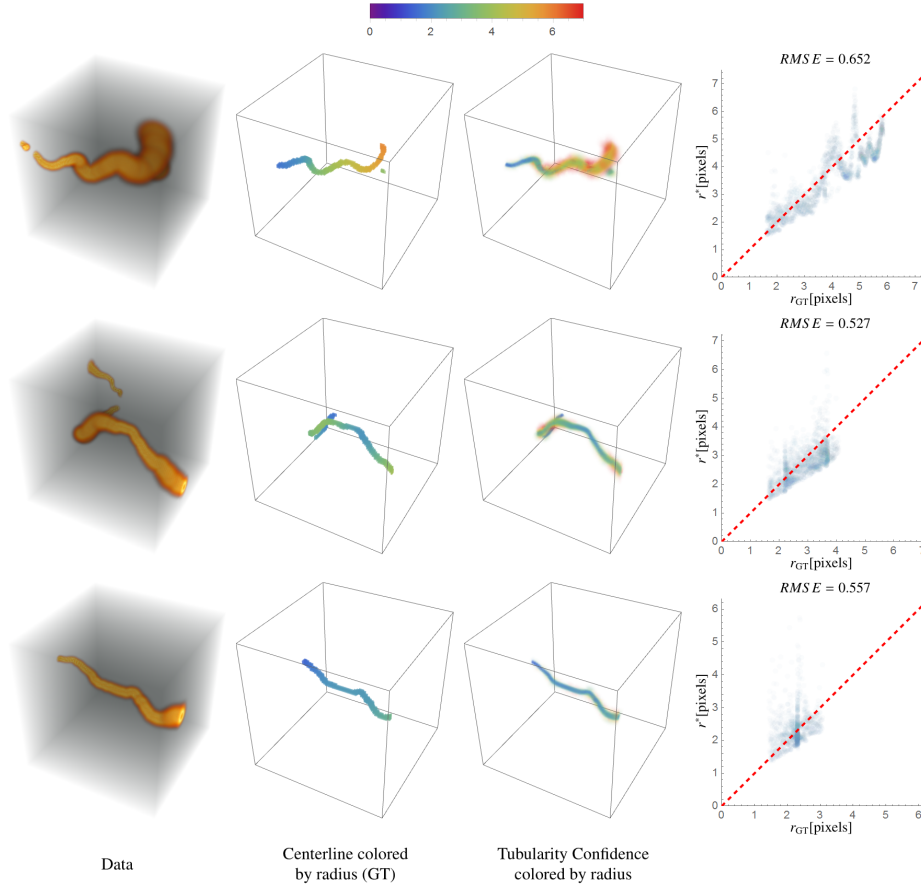 0 2 4 6
RMSE = 0.652
7
6
5
4
3
2
1
0
r*[pixels]
0 1 2 3 4 5 6 7
rGT[pixels]
RMSE = 0.527
7
6
5
4
3
2
1
0
r*[pixels]
0 1 2 3 4 5 6 7
rGT[pixels]
RMSE = 0.557
6
5
4
3
2
1
0
r*[pixels]
0 1 2 3 4 5 6
rGT[pixels]
Data
Centerline colored
by radius (GT)
Tubularity Confidence
colored by radius